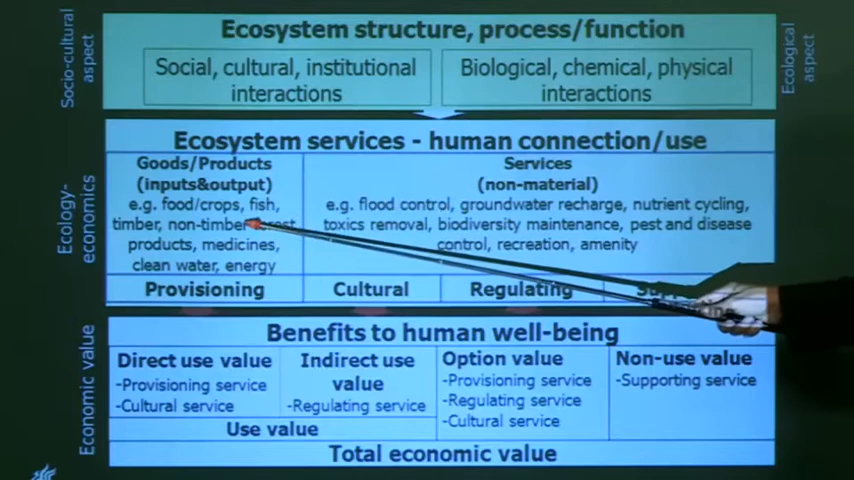 Socio-cultural
aspect
Ecosystem structure, process/function
Social, cultural, institutional
interactions
Biological, chemical, physical
interactions
Ecological
aspect
Ecology-
economics
Ecosystem services - human connection/use
Goods/Products
(inputs&output)
e.g. food/crops, fish,
timber, non-timber
products, medicines,
clean water, energy
Services
(non-material)
e.g. flood control, groundwater recharge, nutrient cycling,
toxics removal, biodiversity maintenance, pest and disease
control, recreation, amenity
Provisioning
Cultural
Regulating
Economic value
Benefits to human well-being
Direct use value
-Provisioning service
-Cultural service
Indirect use
value
-Regulating service
Use value
Option value
-Provisioning service
-Regulating service
-Cultural service
Non-use value
-Supporting service
Total economic value